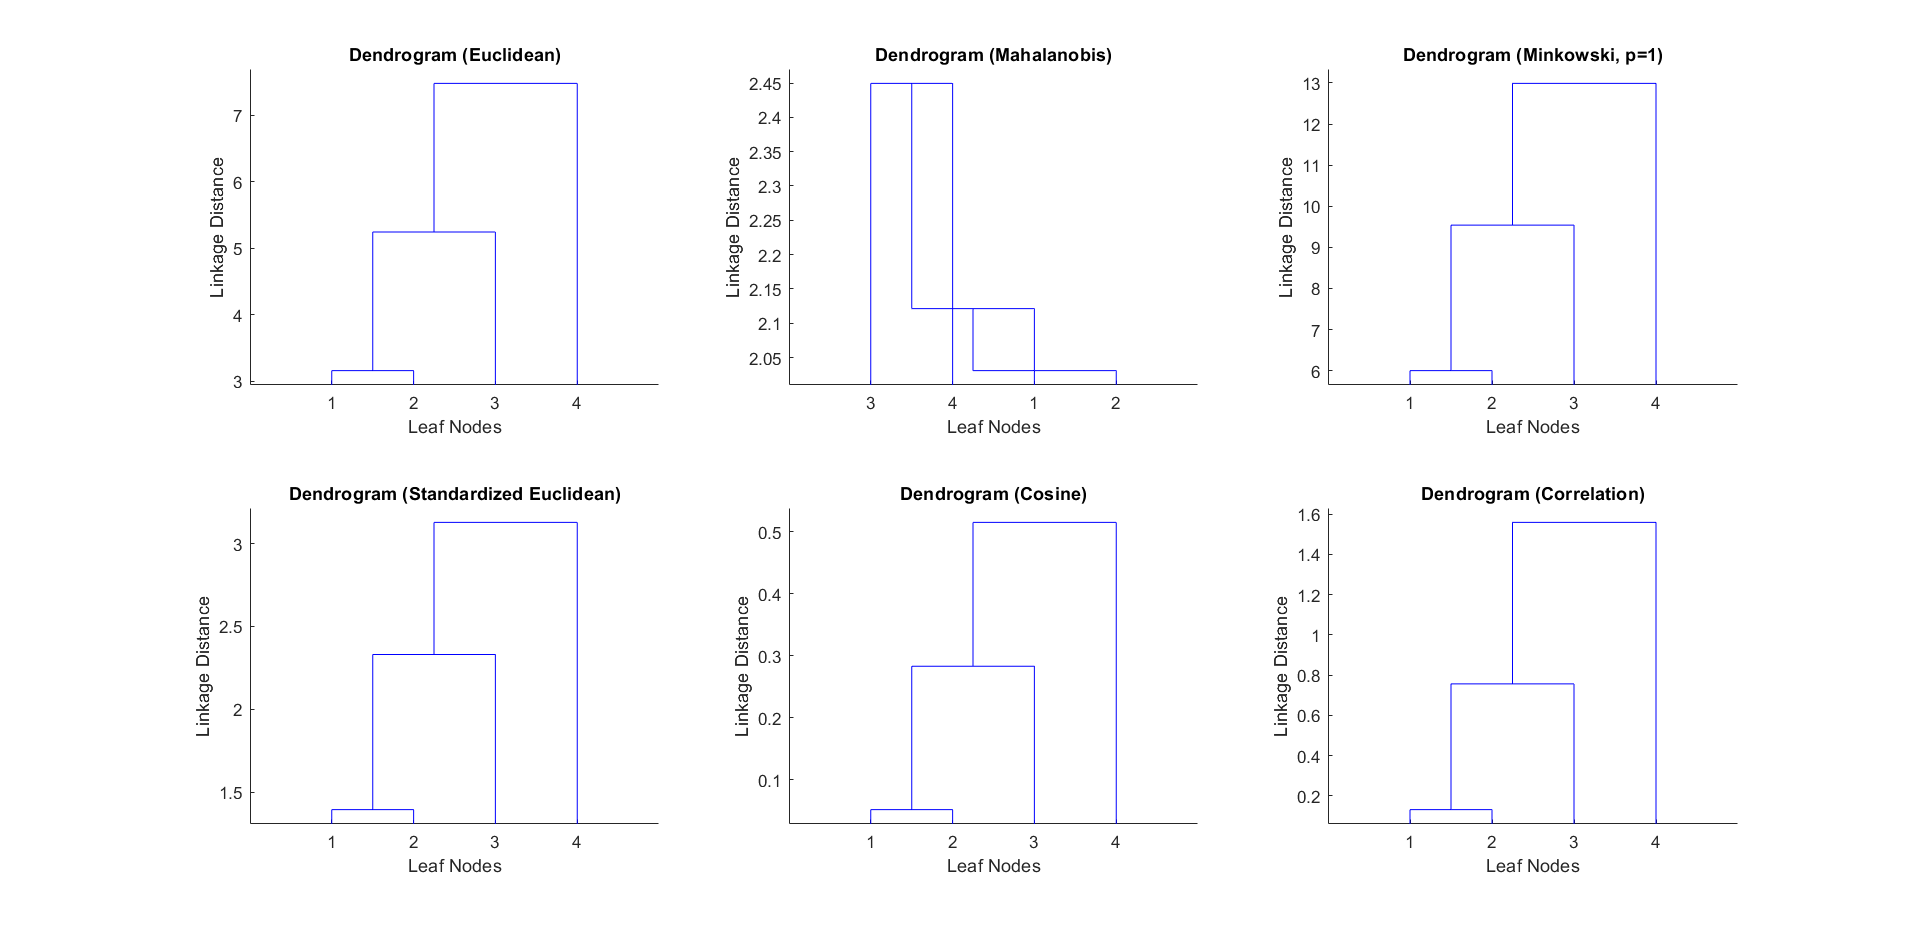 Dendrogram (Euclidean)
7
6
5
4
3
Linkage Distance
1 2 3 4
Leaf Nodes
Dendrogram (Mahalanobis)
2.45
2.4
2.35
2.3
2.25
2.2
2.15
2.1
2.05
Linkage Distance
3 4 1 2
Leaf Nodes
Dendrogram (Minkowski, p=1)
13
12
11
10
9
8
7
6
Linkage Distance
1 2 3 4
Leaf Nodes
Dendrogram (Standardized Euclidean)
3
2.5
2
1.5
Linkage Distance
1 2 3 4
Leaf Nodes
Dendrogram (Cosine)
0.5
0.4
0.3
0.2
0.1
Linkage Distance
1 2 3 4
Leaf Nodes
Dendrogram (Correlation)
1.6
1.4
1.2
1
0.8
0.6
0.4
0.2
Linkage Distance
1 2 3 4
Leaf Nodes